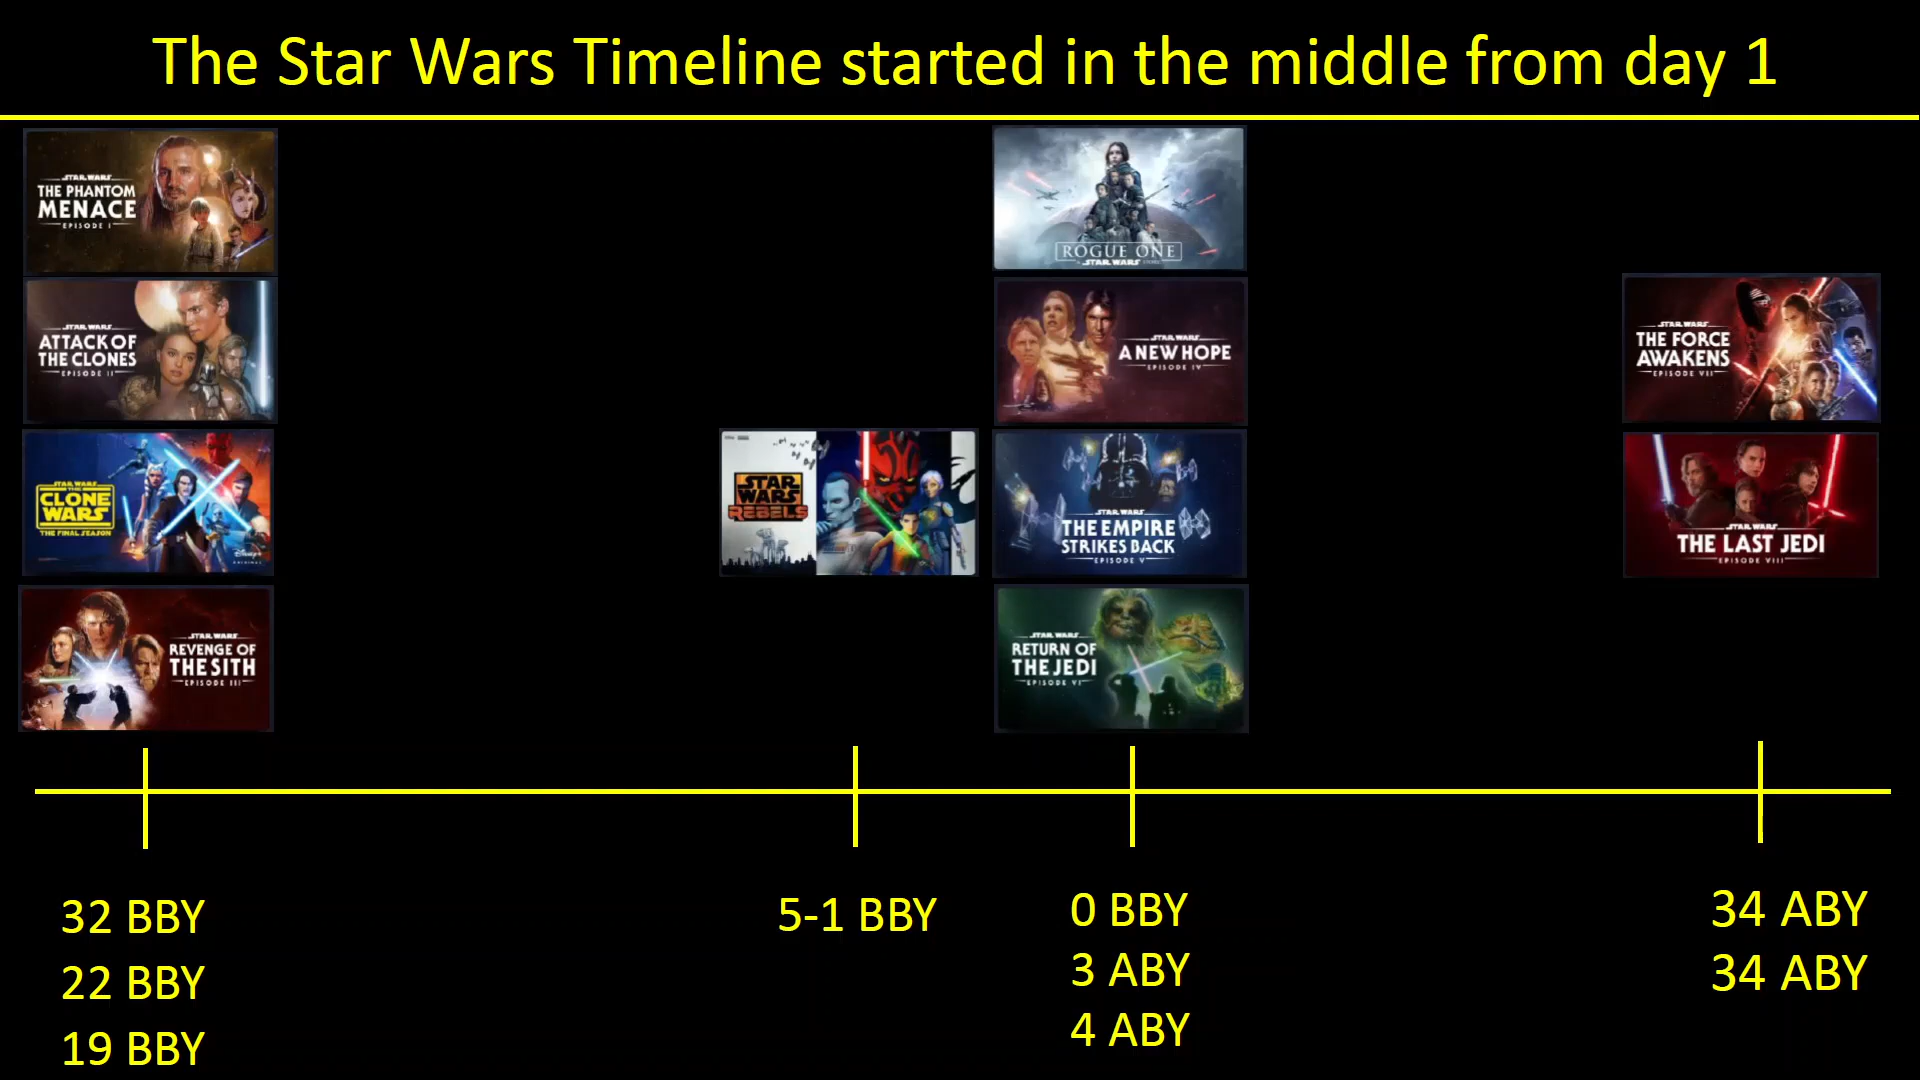 The Star Wars Timeline started in the middle from day 1
STAR WARS
THE PHANTOM
MENACE
EPISODE I
STAR WARS
ATTACK OF
THE CLONES
EPISODE II
STAR WARS
THE
CLONE
WARS
THE FINAL SEASON
Disney+
ORIGINAL
STAR WARS
REVENGE OF
THE SITH
EPISODE III
STAR
WARS
REBELS
ROGUE ONE
A STAR WARS STORY
STAR WARS
A NEW HOPE
EPISODE IV
STAR WARS
THE EMPIRE
STRIKES BACK
EPISODE V
STAR WARS
RETURN OF
THE JEDI
EPISODE VI
STAR WARS
THE FORCE
AWAKENS
EPISODE VII
STAR WARS
THE LAST JEDI
EPISODE VIII
32 BBY
22 BBY
19 BBY
5-1 BBY
0 BBY
3 ABY
4 ABY
34 ABY
34 ABY